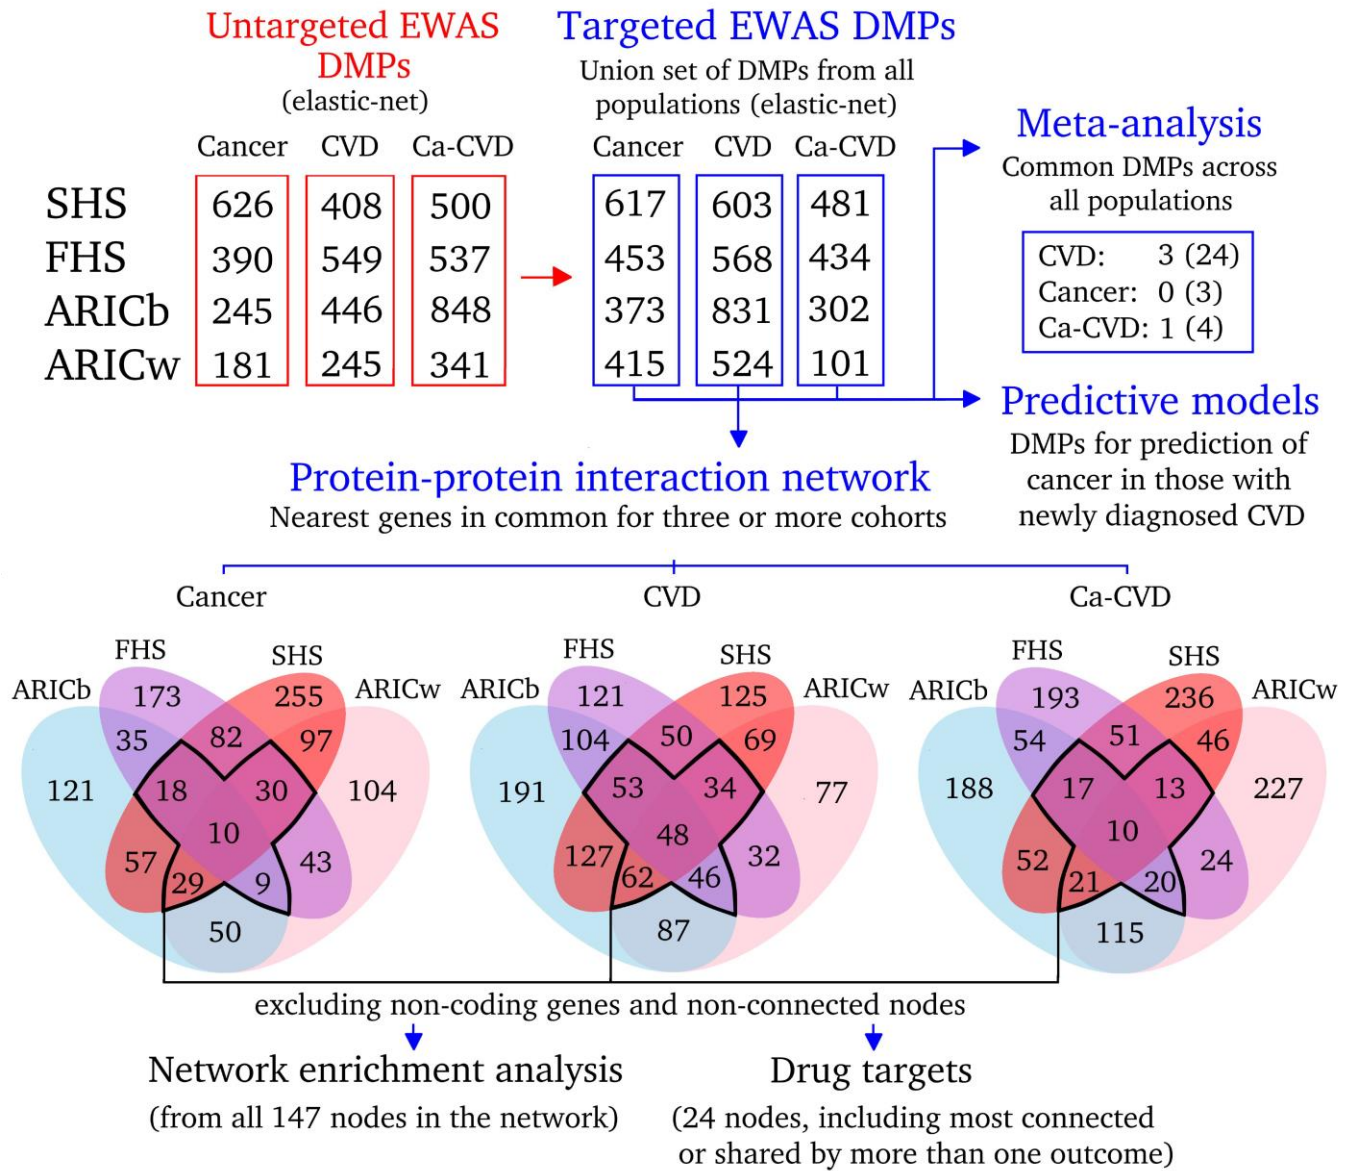 Untargeted EWAS
DMPs
(elastic-net)
Targeted EWAS DMPs
Union set of DMPs from all
populations (elastic-net)
Cancer CVD Ca-CVD
Cancer CVD Ca-CVD
SHS 626 408 500 617 603 481
FHS 390 549 537 453 568 434
ARICb 245 446 848 373 831 302
ARICw 181 245 341 415 524 101
Meta-analysis
Common DMPs across
all populations
CVD: 3 (24)
Cancer: 0 (3)
Ca-CVD: 1 (4)
Predictive models
DMPs for prediction of
cancer in those with
newly diagnosed CVD
Protein-protein interaction network
Nearest genes in common for three or more cohorts
Cancer
FHS SHS
ARICb ARICw
173 255
35 82 97
121 18 30 104
10
57 43
29 9
50
CVD
FHS SHS
ARICb ARICw
121 125
104 50 69
191 53 34 77
48
127 32
62 46
87
Ca-CVD
FHS SHS
ARICb ARICw
193 236
54 51 46
188 17 13 227
10
52 24
21 20
115
excluding non-coding genes and non-connected nodes
Network enrichment analysis
(from all 147 nodes in the network)
Drug targets
(24 nodes, including most connected
or shared by more than one outcome)